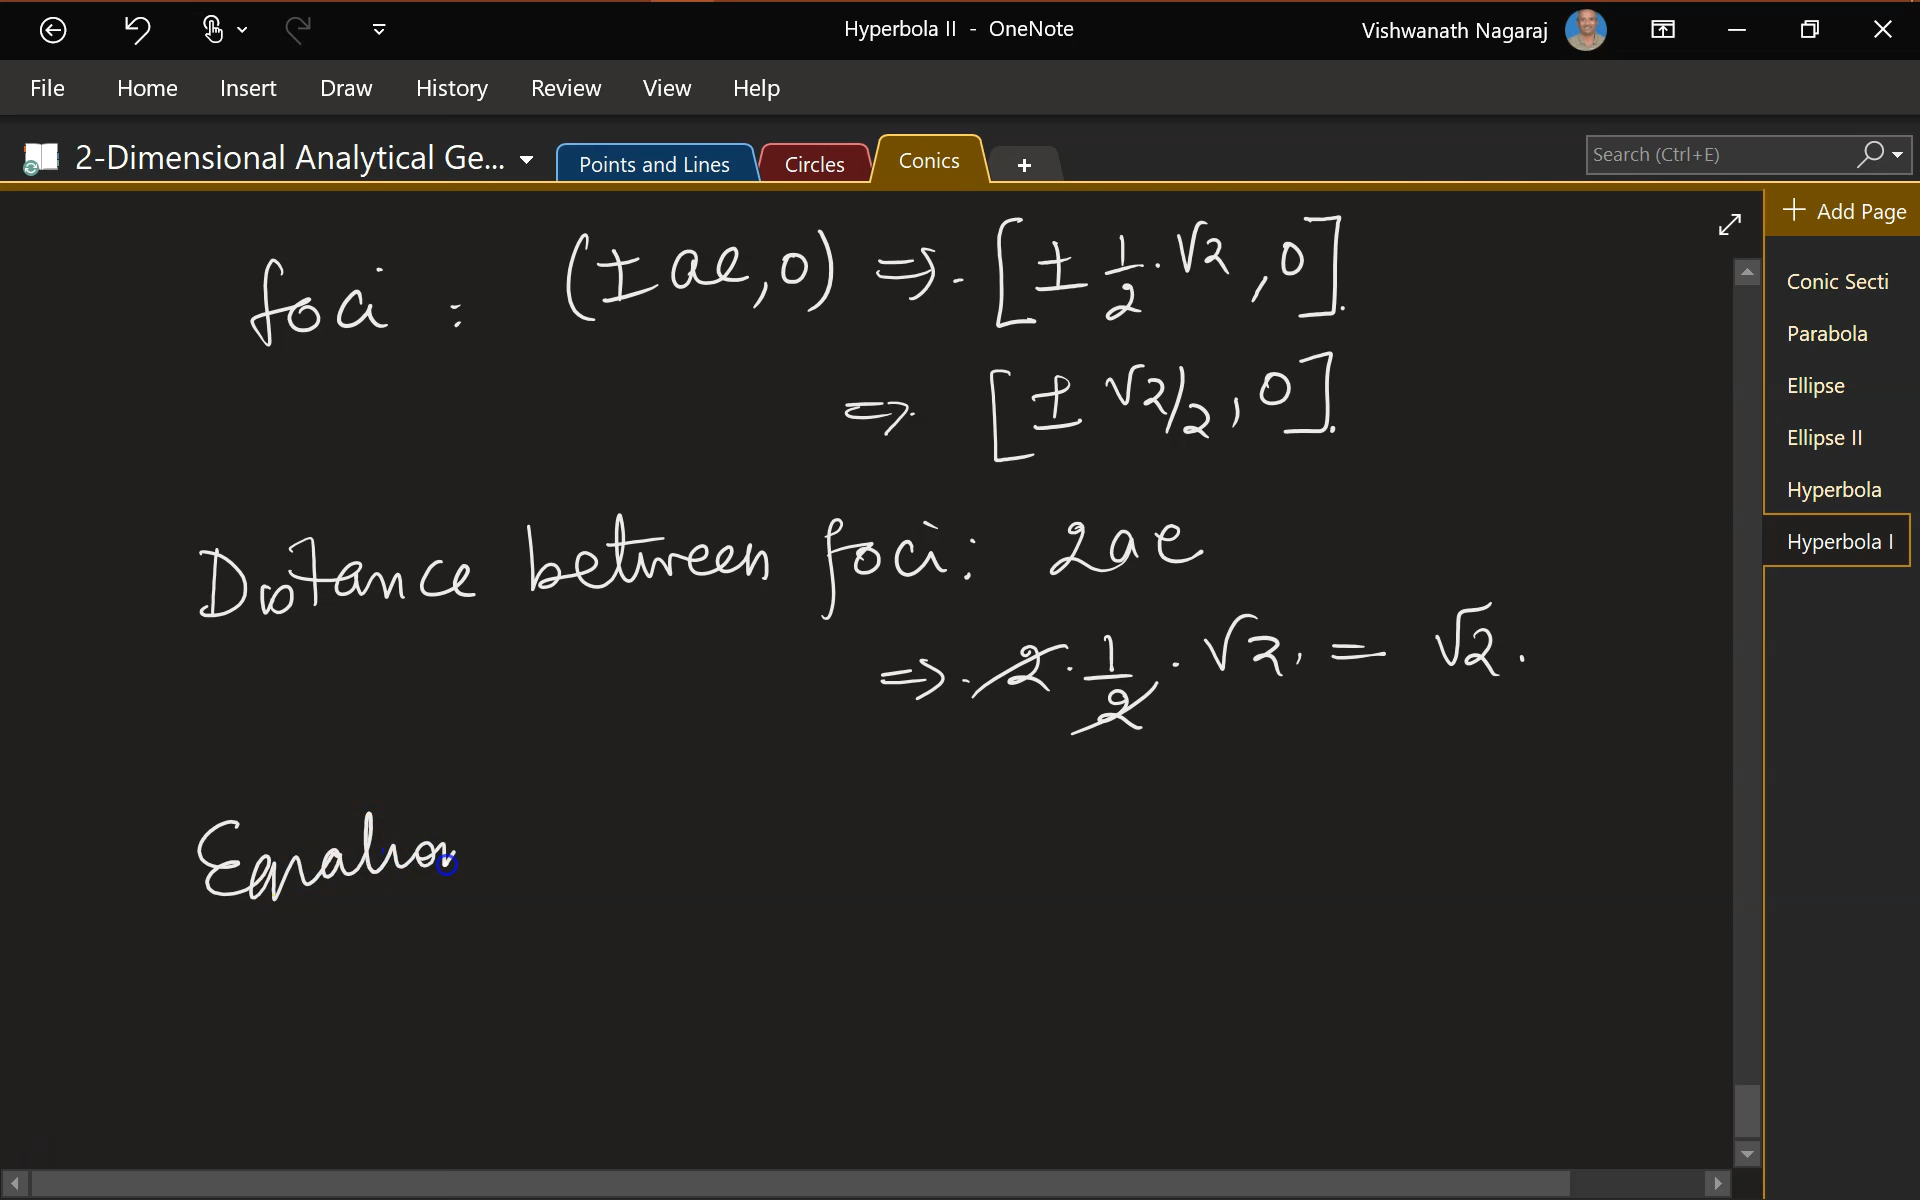 Hyperbola II - OneNote
Vishwanath Nagaraj
File Home Insert Draw History Review View Help
2-Dimensional Analytical Ge...
Points and Lines
Circles
Conics
+
Search (Ctrl+E)
Add Page
Conic Secti
Parabola
Ellipse
Ellipse II
Hyperbola
Hyperbola I
foci : (± ae, 0) ⇒. [± 1/2 . √2 , 0].
⇒. [± √2/2 , 0].
Distance between foci: 2ae
⇒. 2 . 1/2 . √2, = √2.
Equation